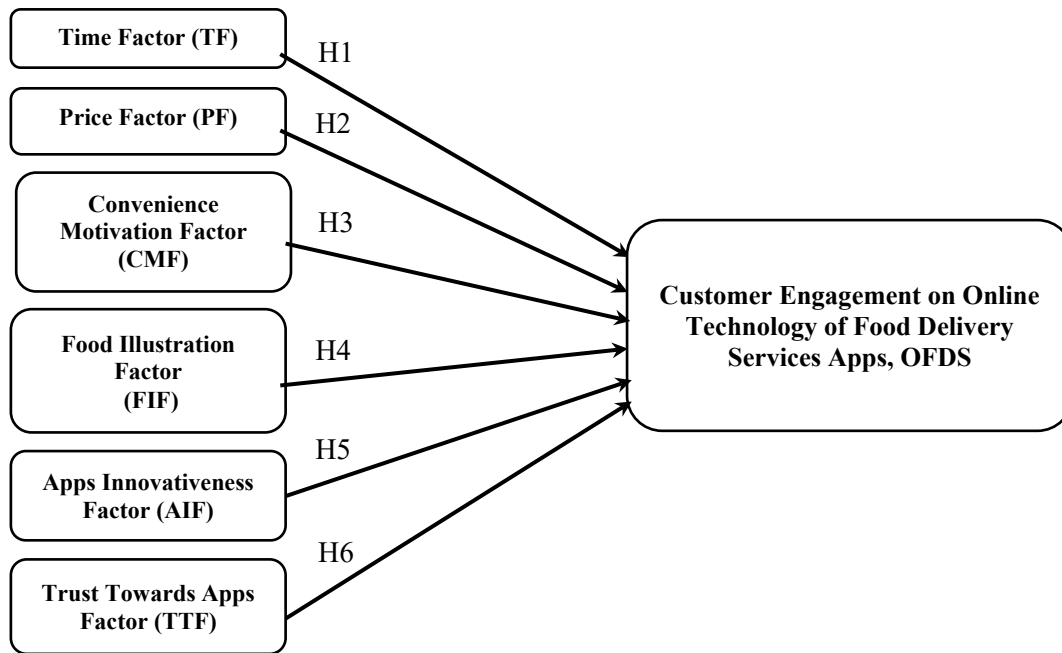 Time Factor (TF)
H1
Price Factor (PF)
H2
Convenience
Motivation Factor
(CMF)
H3
Food Illustration
Factor
(FIF)
H4
Apps Innovativeness
Factor (AIF)
H5
Trust Towards Apps
Factor (TTF)
H6
Customer Engagement on Online
Technology of Food Delivery
Services Apps, OFDS